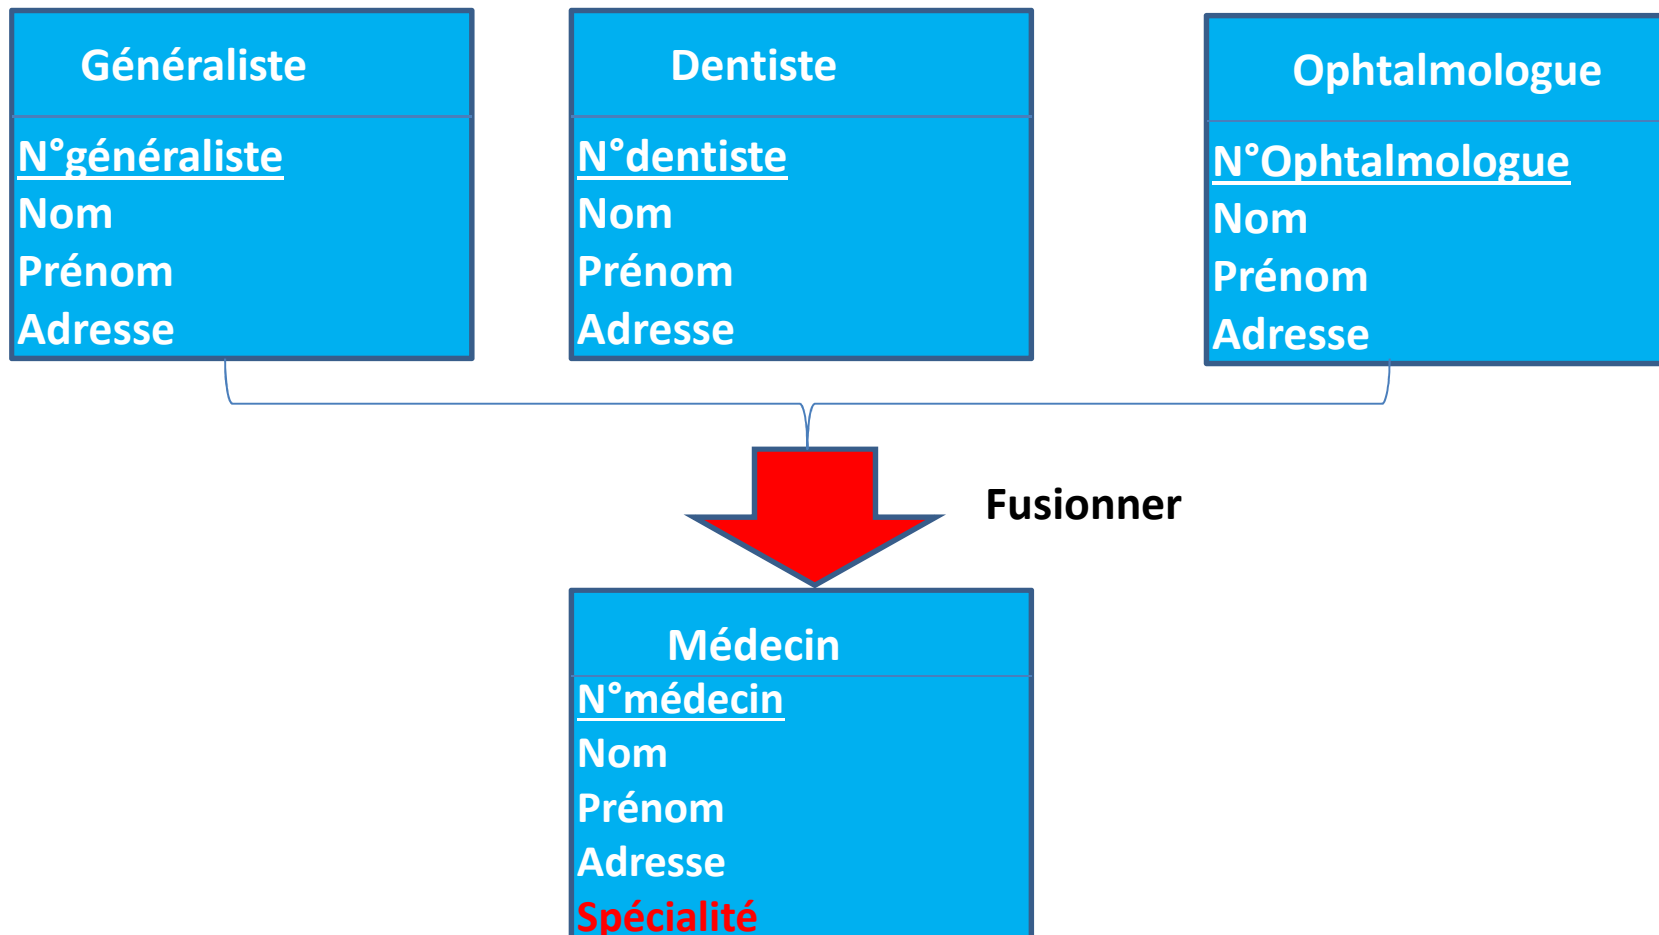 Généraliste
N°généraliste
Nom
Prénom
Adresse
Dentiste
N°dentiste
Nom
Prénom
Adresse
Ophtalmologue
N°Ophtalmologue
Nom
Prénom
Adresse
Fusionner
Médecin
N°médecin
Nom
Prénom
Adresse
Spécialité